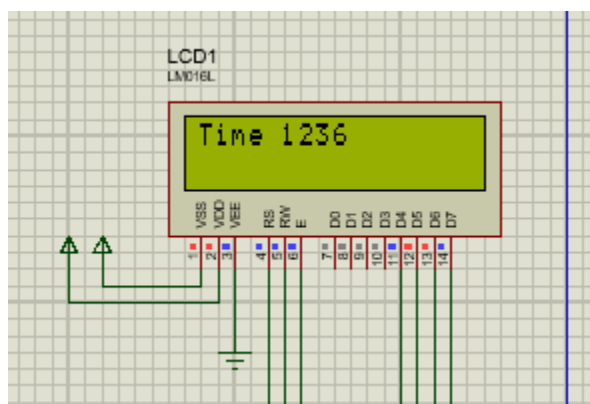 LCD1
LM016L
Time 1236
VSS VDD VEE RS RW E D0 D1 D2 D3 D4 D5 D6 D7
1 2 3 4 5 6 7 8 9 10 11 12 13 14